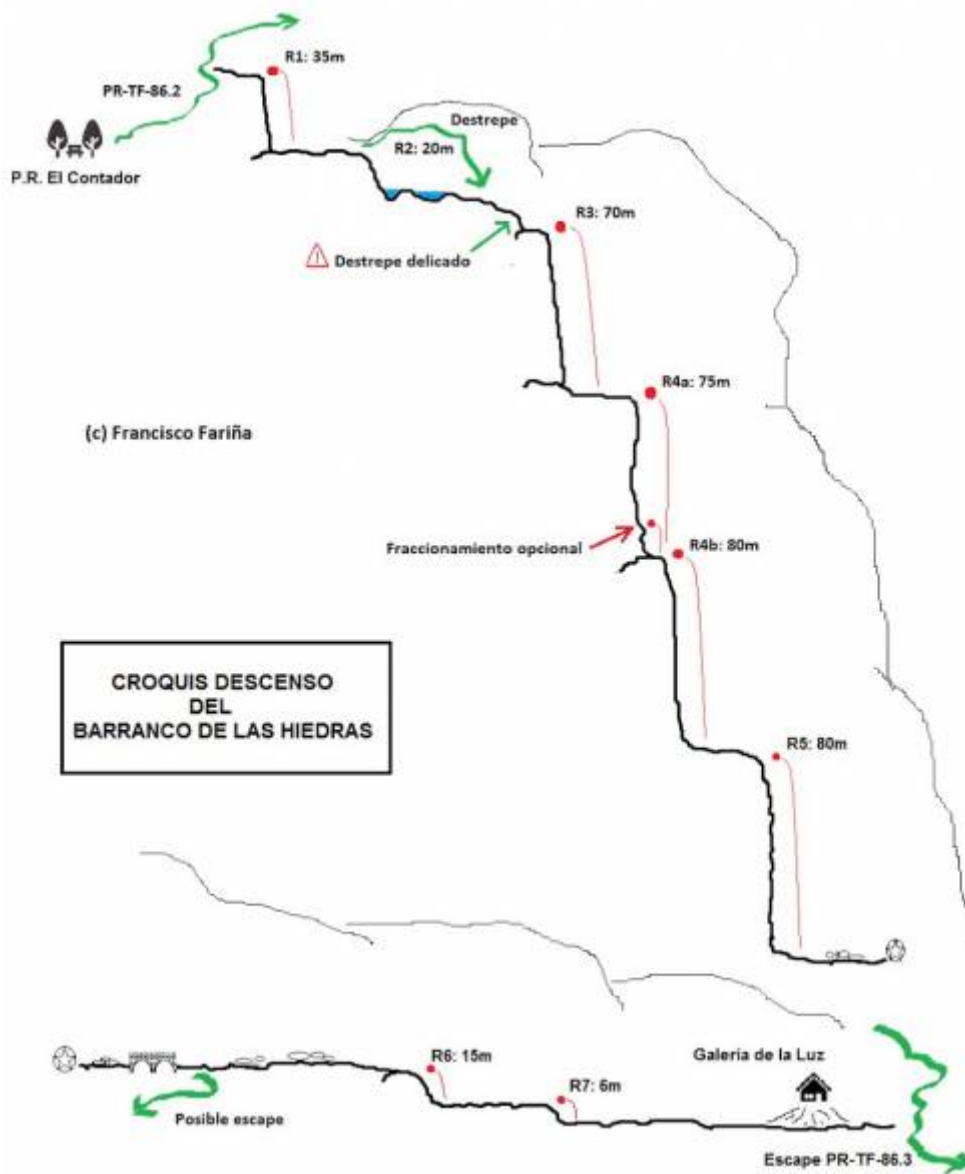 R1: 35m
PR-TF-86.2
Destrepe
R2: 20m
P.R. El Contador
R3: 70m
Destrepe delicado
R4a: 75m
(c) Francisco Fariña
Fraccionamiento opcional
R4b: 80m
CROQUIS DESCENSO
DEL
BARRANCO DE LAS HIEDRAS
R5: 80m
R6: 15m
Galería de la Luz
R7: 6m
Posible escape
Escape PR-TF-86.3